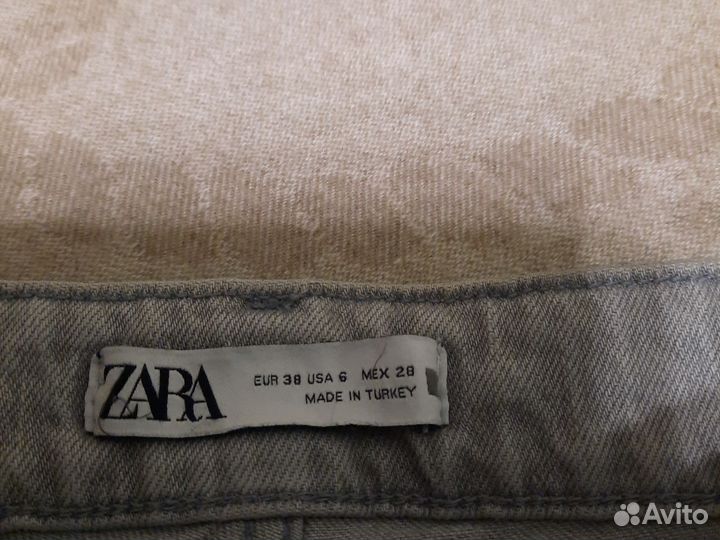 ZARA
EUR 38 USA 6 MEX 28
MADE IN TURKEY
Avito